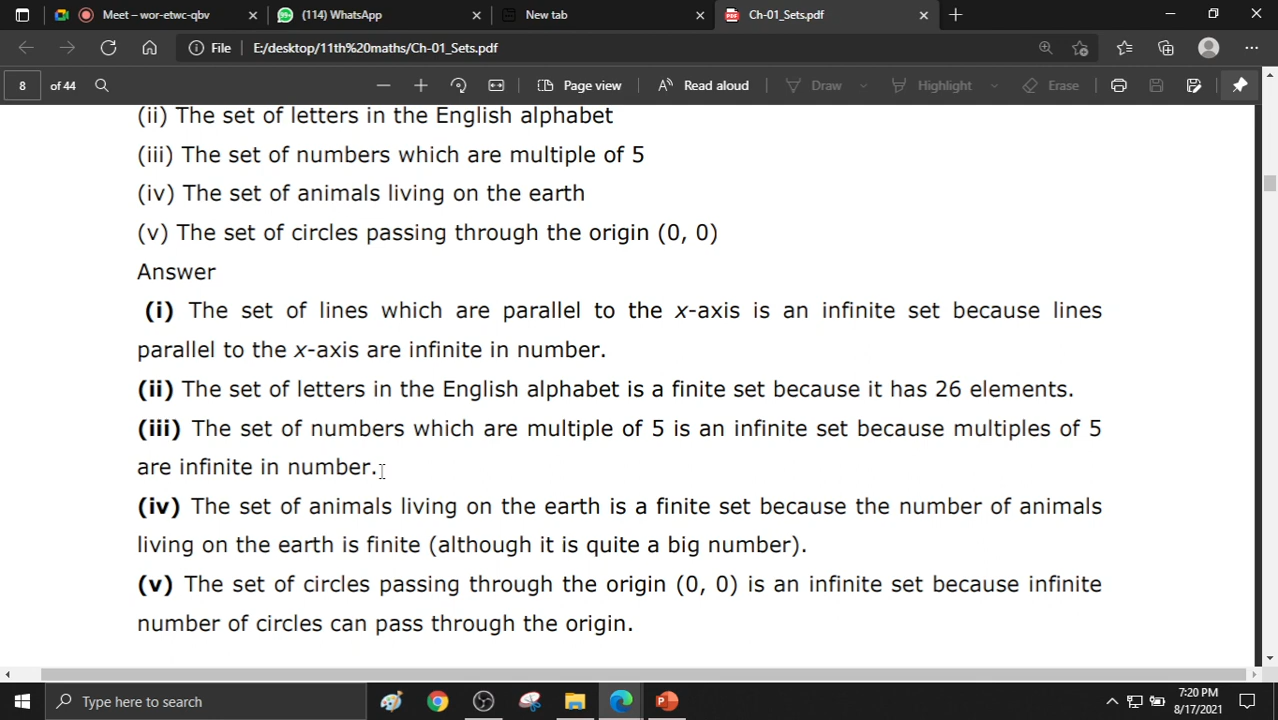 Meet – wor-etwc-qbv
(114) WhatsApp
New tab
Ch-01_Sets.pdf
File
E:/desktop/11th%20maths/Ch-01_Sets.pdf
8 of 44
Page view
Read aloud
Draw
Highlight
Erase
(ii) The set of letters in the English alphabet
(iii) The set of numbers which are multiple of 5
(iv) The set of animals living on the earth
(v) The set of circles passing through the origin (0, 0)
Answer
(i) The set of lines which are parallel to the x-axis is an infinite set because lines
parallel to the x-axis are infinite in number.
(ii) The set of letters in the English alphabet is a finite set because it has 26 elements.
(iii) The set of numbers which are multiple of 5 is an infinite set because multiples of 5
are infinite in number.
(iv) The set of animals living on the earth is a finite set because the number of animals
living on the earth is finite (although it is quite a big number).
(v) The set of circles passing through the origin (0, 0) is an infinite set because infinite
number of circles can pass through the origin.
Type here to search
7:20 PM
8/17/2021